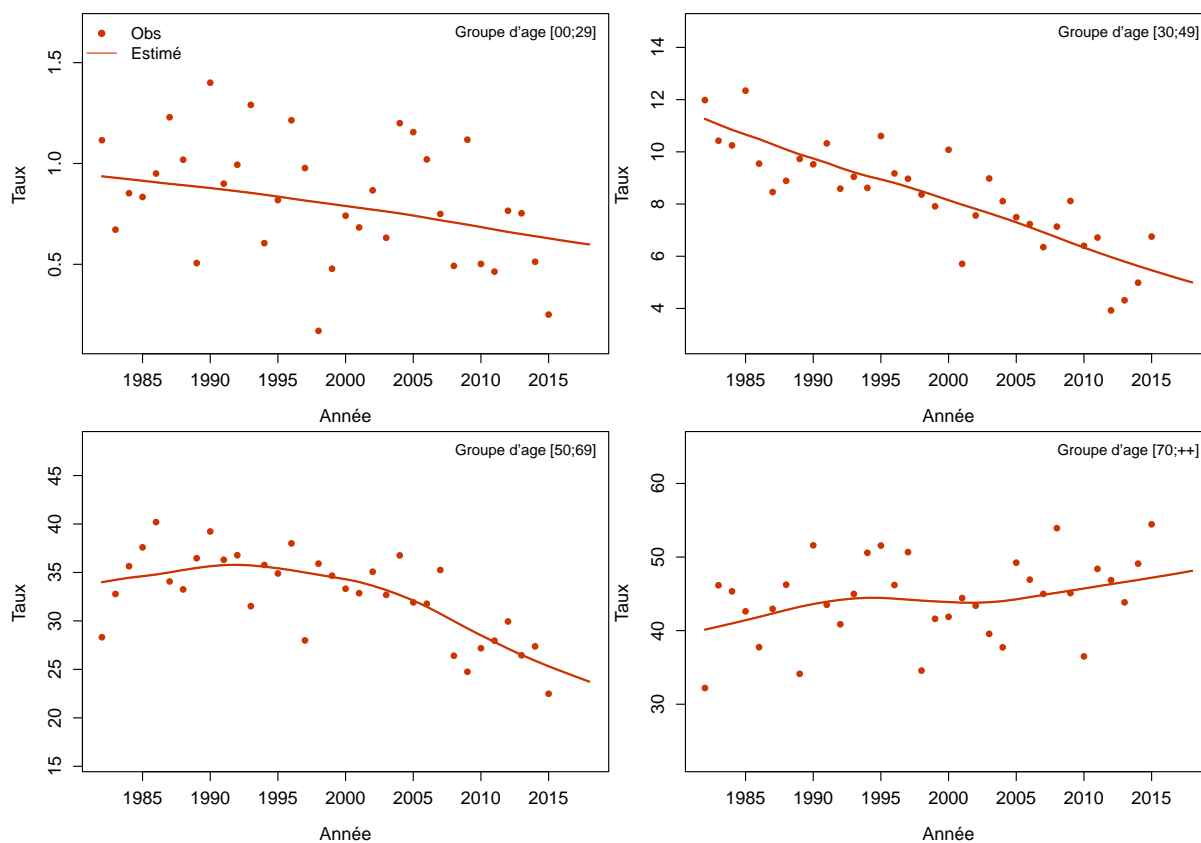 Obs
Estimé
Groupe d'age [00;29]
Taux
1.5
1.0
0.5
1985 1990 1995 2000 2005 2010 2015
Année
Groupe d'age [30;49]
Taux
14
12
10
8
6
4
1985 1990 1995 2000 2005 2010 2015
Année
Groupe d'age [50;69]
Taux
45
40
35
30
25
20
15
1985 1990 1995 2000 2005 2010 2015
Année
Groupe d'age [70;++]
Taux
60
50
40
30
1985 1990 1995 2000 2005 2010 2015
Année